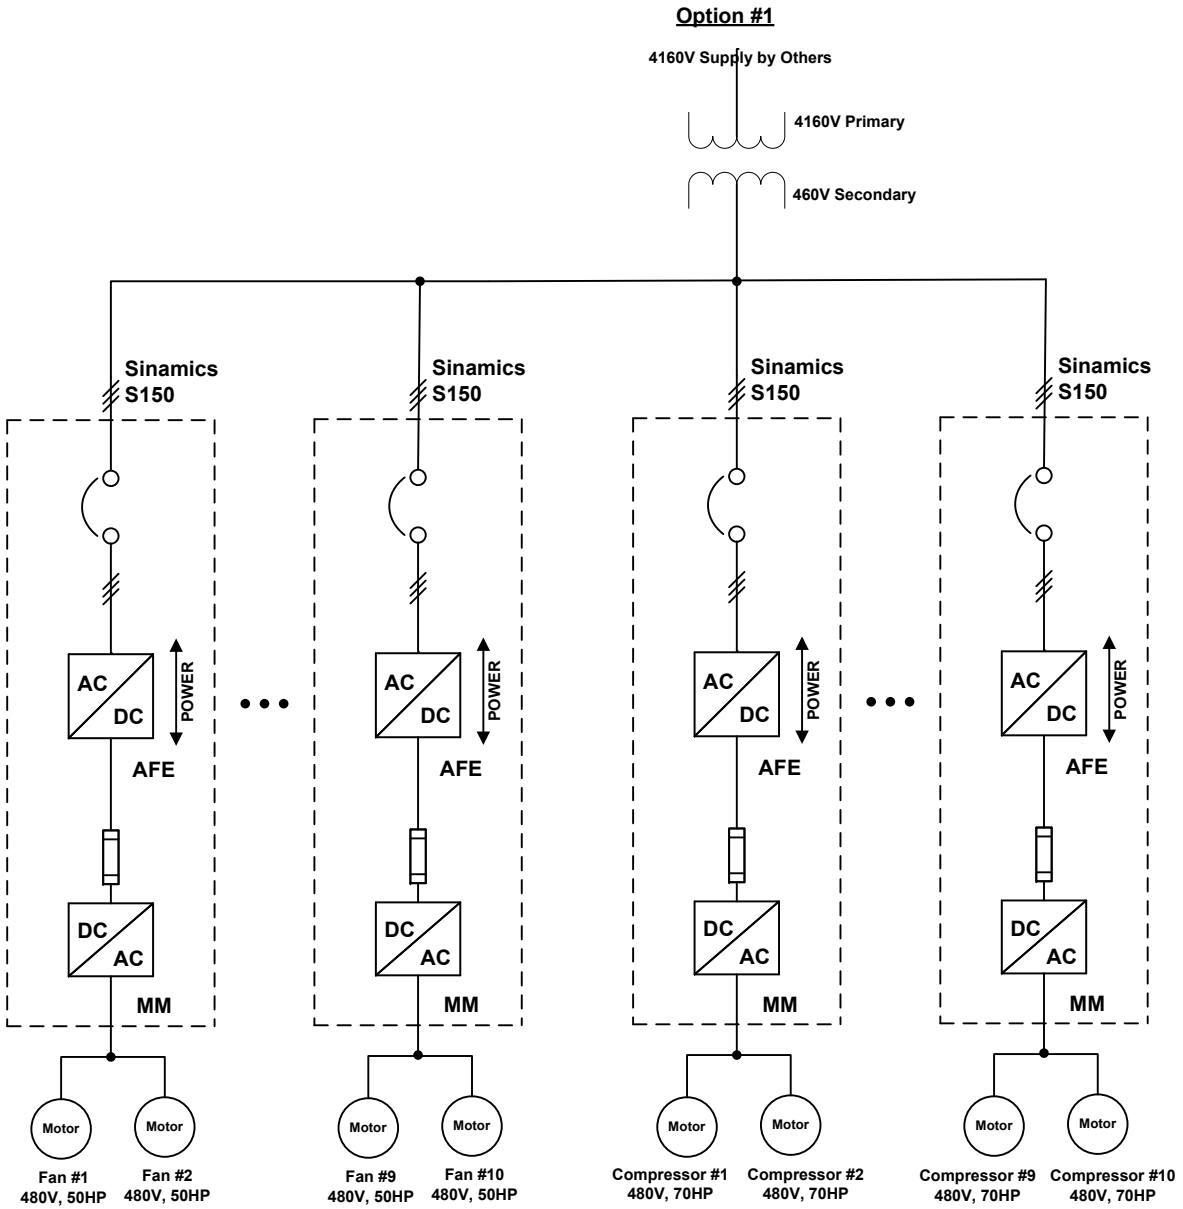 Option #1
4160V Supply by Others
4160V Primary
460V Secondary
Sinamics
S150
Sinamics
S150
Sinamics
S150
Sinamics
S150
AC
DC
POWER
AFE
AC
DC
POWER
AFE
AC
DC
POWER
AFE
AC
DC
POWER
AFE
DC
AC
MM
DC
AC
MM
DC
AC
MM
DC
AC
MM
Motor
Motor
Motor
Motor
Motor
Motor
Motor
Motor
Fan #1
480V, 50HP
Fan #2
480V, 50HP
Fan #9
480V, 50HP
Fan #10
480V, 50HP
Compressor #1
480V, 70HP
Compressor #2
480V, 70HP
Compressor #9
480V, 70HP
Compressor #10
480V, 70HP